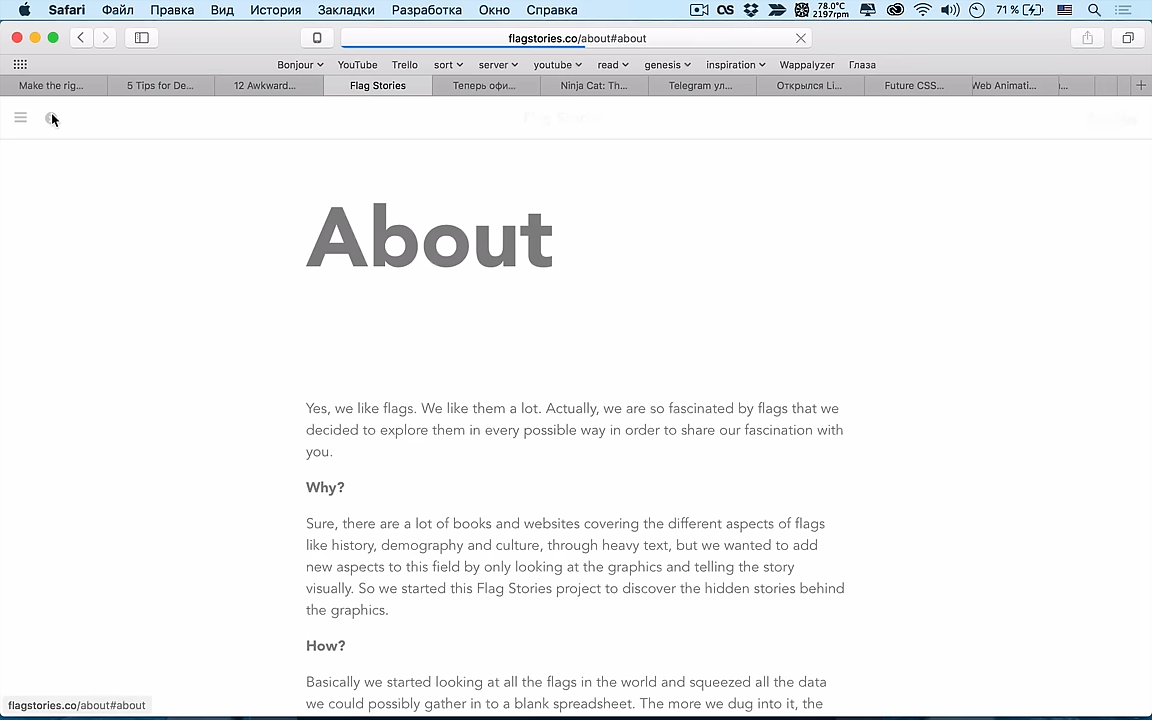 Safari Файл Правка Вид История Закладки Разработка Окно Справка 78.0°C 2197rpm 71 %
flagstories.co/about#about
Bonjour YouTube Trello sort server youtube read genesis inspiration Wappalyzer Глаза
Make the rig... 5 Tips for De... 12 Awkward... Flag Stories Теперь офи... Ninja Cat: Th... Telegram ул... Открылся Li... Future CSS... Web Animati...
About
Yes, we like flags. We like them a lot. Actually, we are so fascinated by flags that we
decided to explore them in every possible way in order to share our fascination with
you.
Why?
Sure, there are a lot of books and websites covering the different aspects of flags
like history, demography and culture, through heavy text, but we wanted to add
new aspects to this field by only looking at the graphics and telling the story
visually. So we started this Flag Stories project to discover the hidden stories behind
the graphics.
How?
Basically we started looking at all the flags in the world and squeezed all the data
we could possibly gather in to a blank spreadsheet. The more we dug into it, the
flagstories.co/about#about